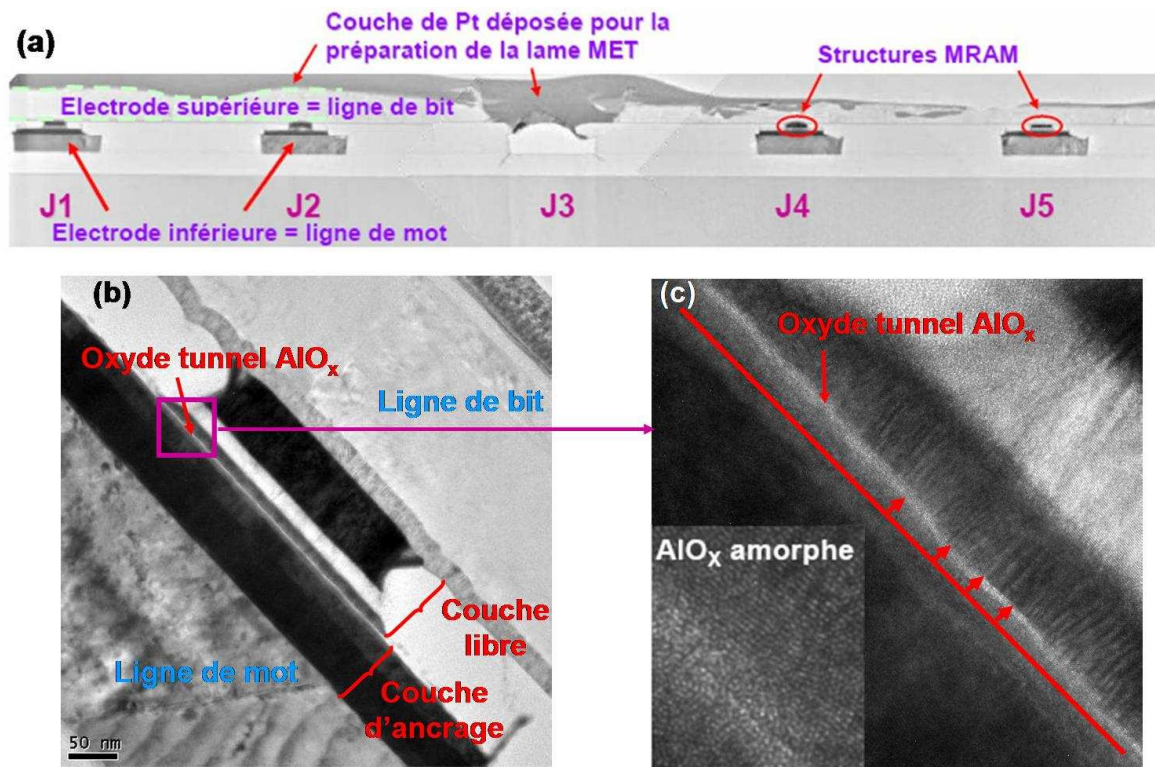 (a)
Couche de Pt déposée pour la
préparation de la lame MET
Structures MRAM
Electrode supériéure = ligne de bit
J1
J2
J3
J4
J5
Electrode inférieure = ligne de mot
(b)
Oxyde tunnel AlOx
Ligne de bit
Couche
libre
Ligne de mot
Couche
d'ancrage
50 nm
(c)
Oxyde tunnel AlOx
AlOx amorphe